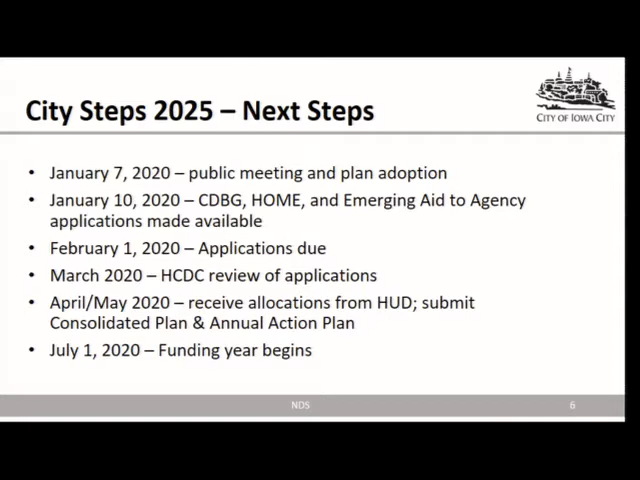 City Steps 2025 – Next Steps
CITY OF IOWA CITY
• January 7, 2020 – public meeting and plan adoption
• January 10, 2020 – CDBG, HOME, and Emerging Aid to Agency
applications made available
• February 1, 2020 – Applications due
• March 2020 – HCDC review of applications
• April/May 2020 – receive allocations from HUD; submit
Consolidated Plan & Annual Action Plan
• July 1, 2020 – Funding year begins
NDS
6